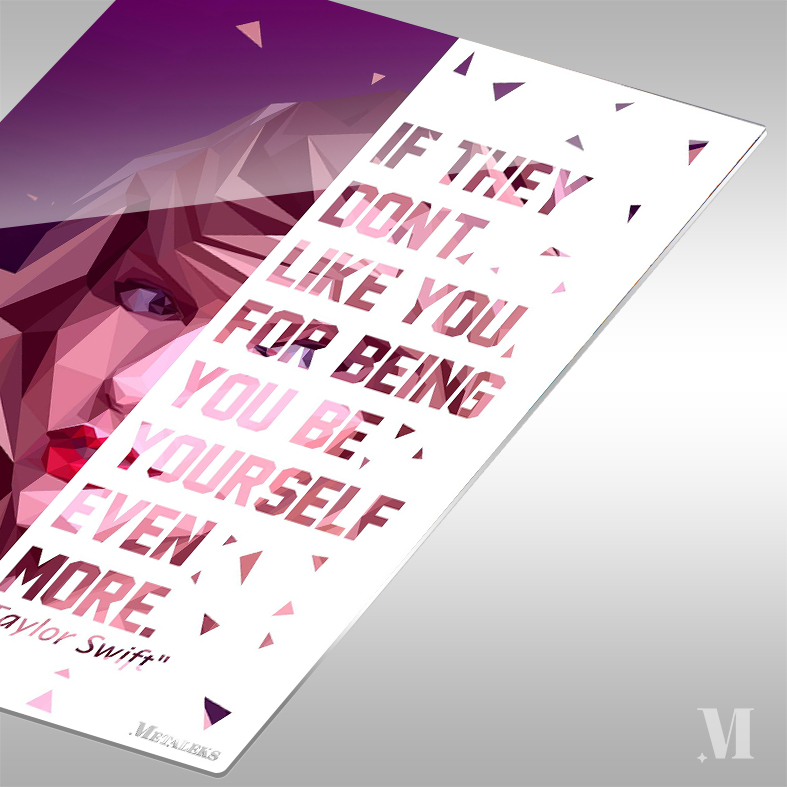 IF THEY
DONT.
LIKE YOU,
FOR BEING
YOU BE,
YOURSELF
EVEN
MORE.
Taylor Swift"
METALEKS
M